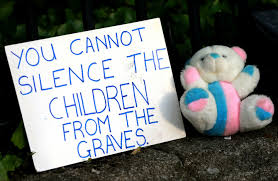 YOU CANNOT
SILENCE THE
CHILDREN
FROM THE
GRAVES.